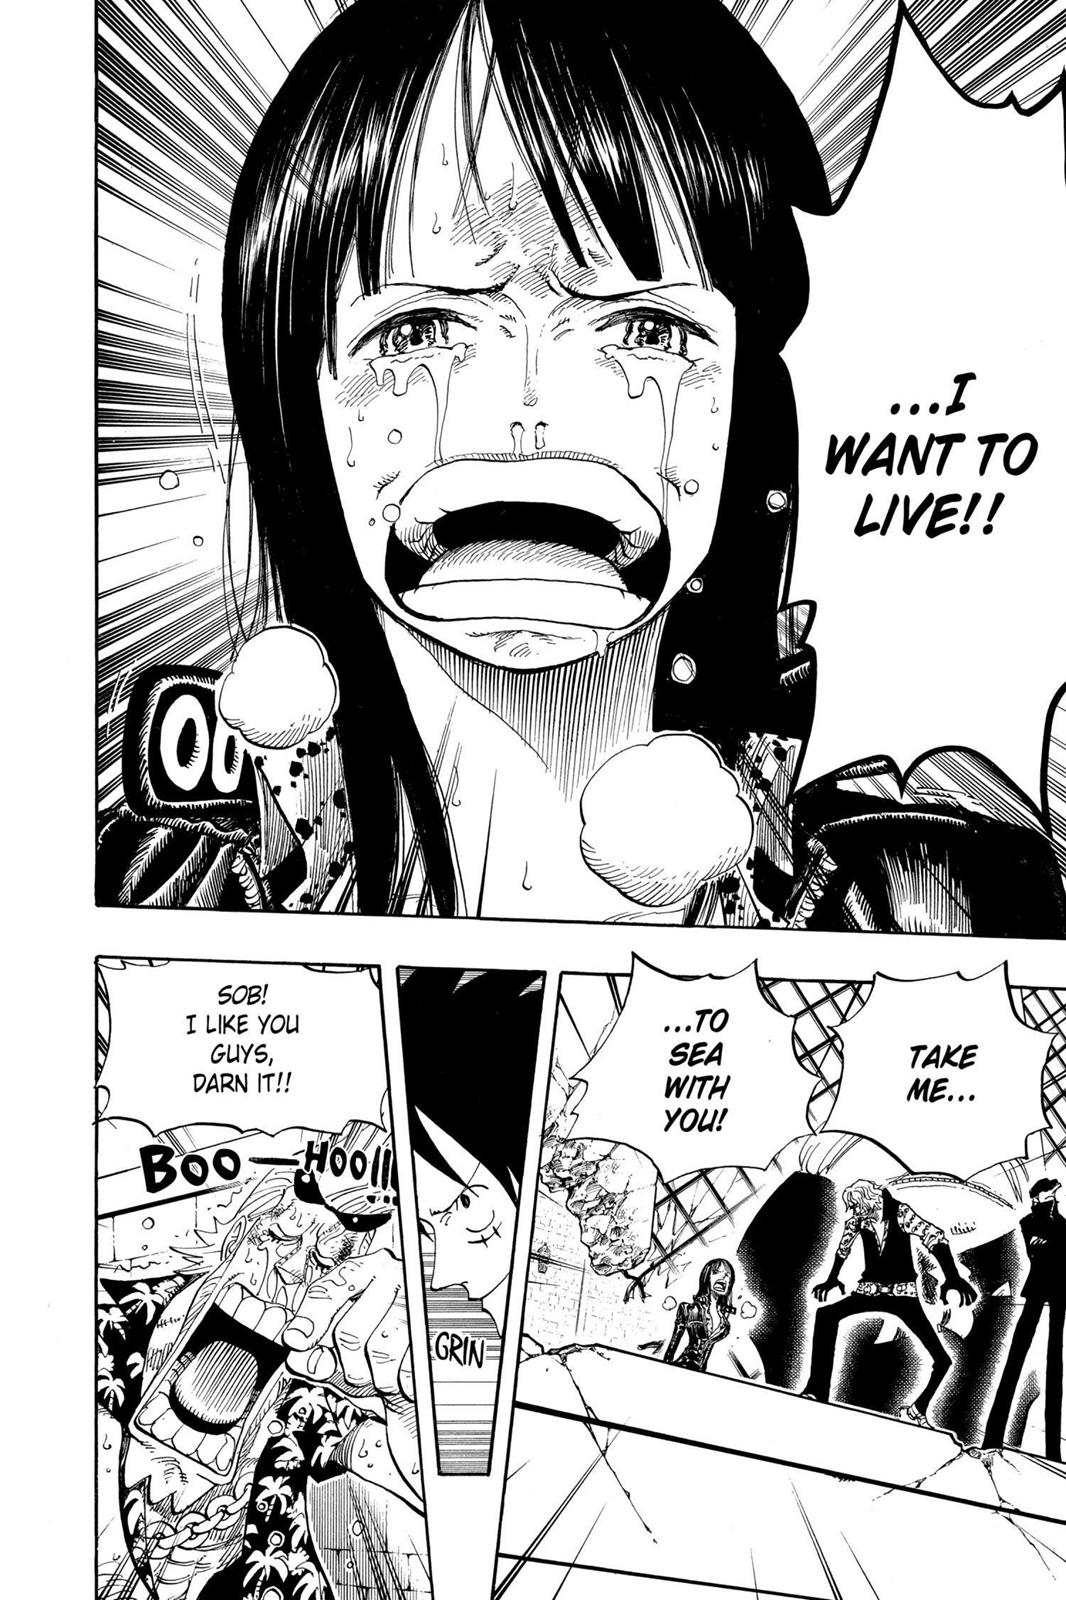 ...I
WANT TO
LIVE!!
TAKE
ME...
...TO
SEA
WITH
YOU!
GRIN
SOB!
I LIKE YOU
GUYS,
DARN IT!!
BOO—HOO!!!